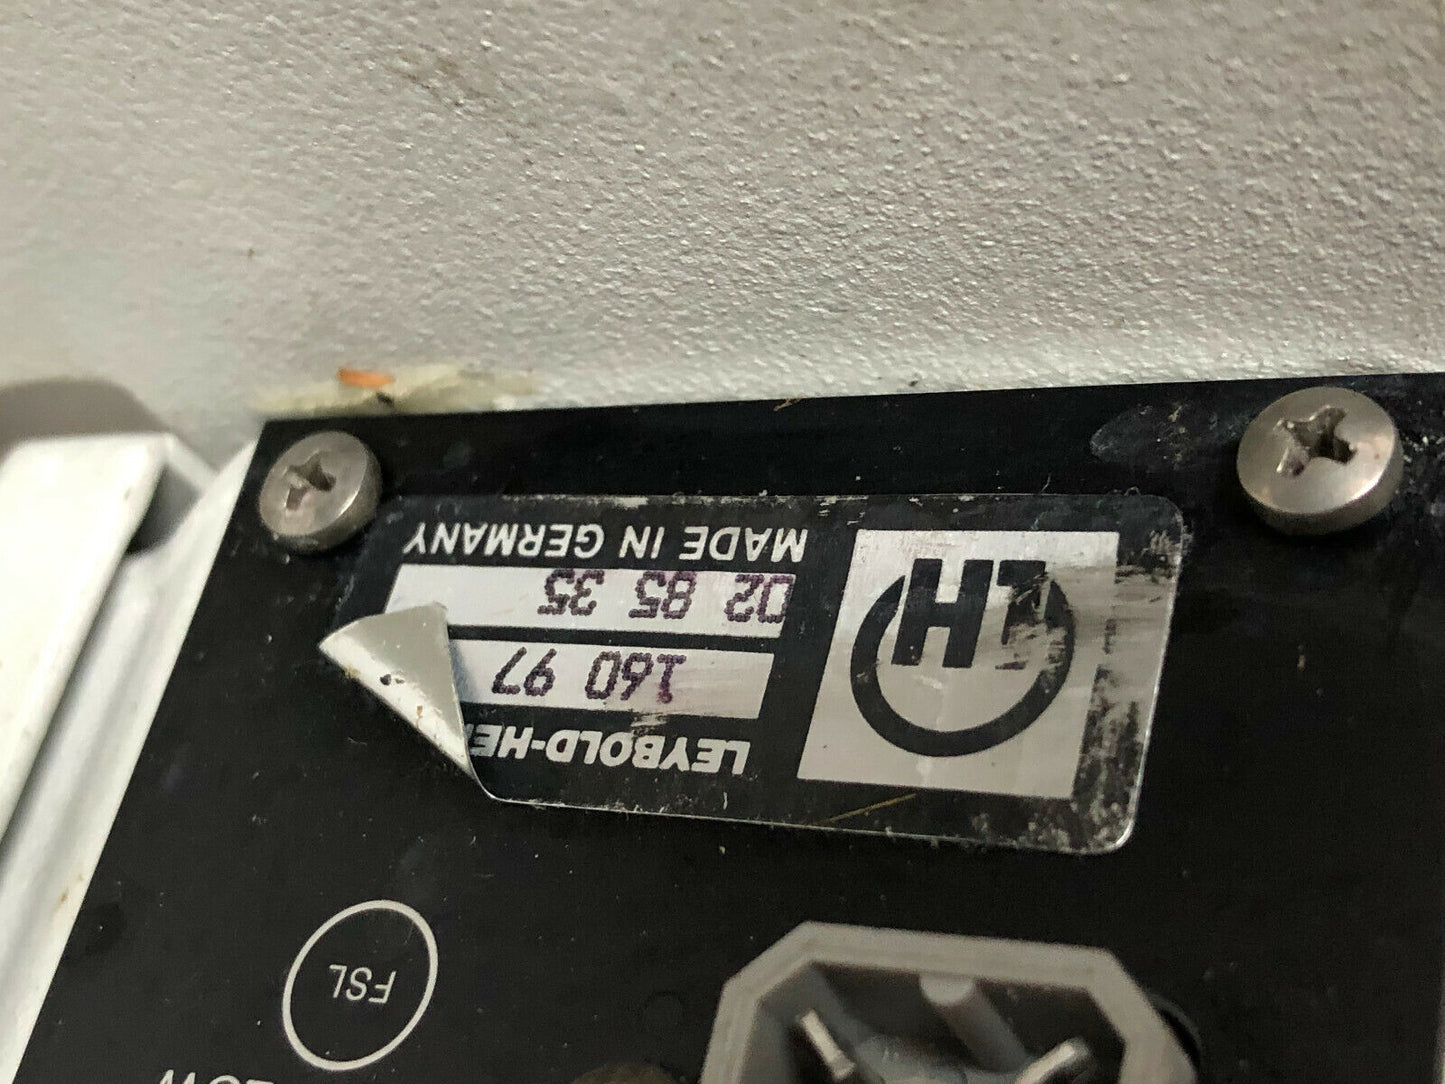 LH
LEYBOLD-HE
160 97
02 85 35
MADE IN GERMANY
FSL